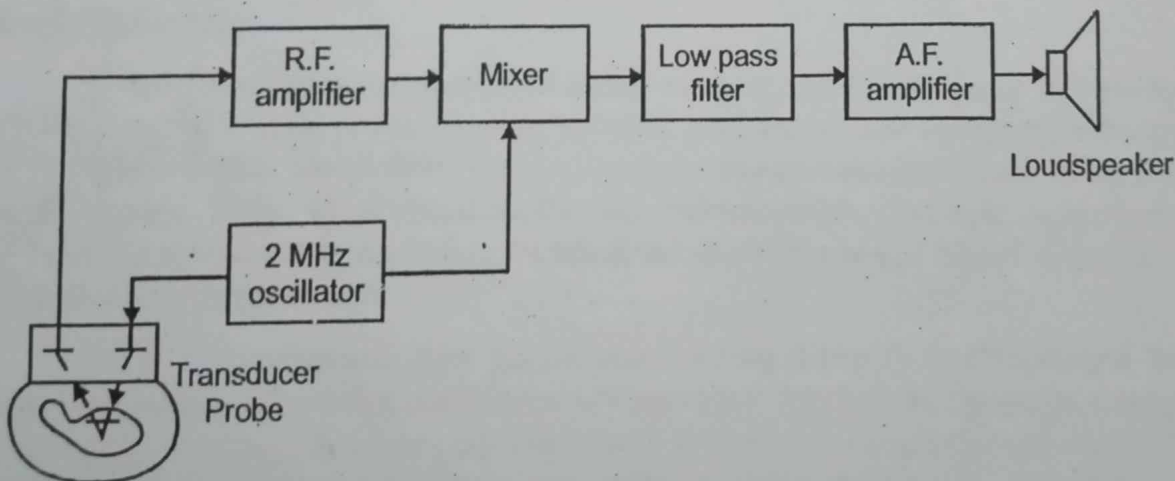 R.F.
amplifier
Mixer
Low pass
filter
A.F.
amplifier
Loudspeaker
2 MHz
oscillator
Transducer
Probe